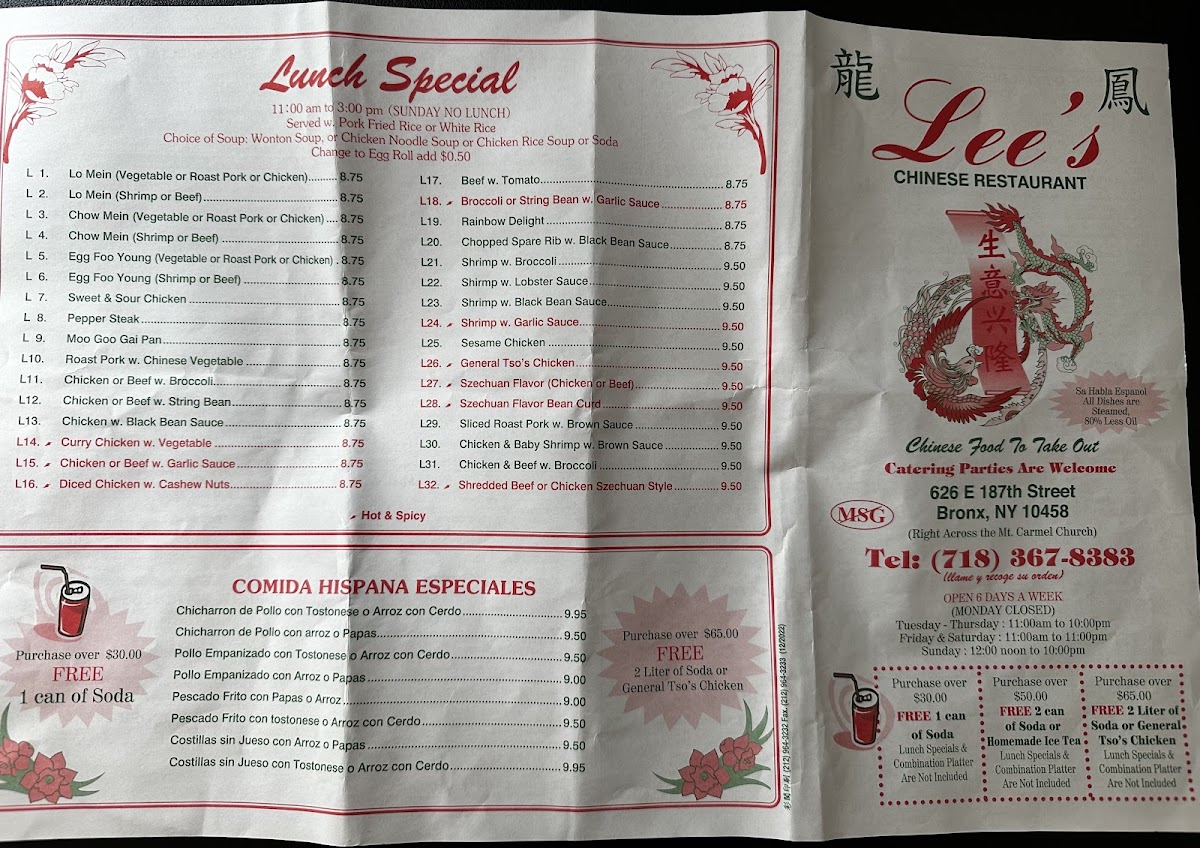 Lunch Special
11:00 am to 3:00 pm (SUNDAY NO LUNCH)
Served w. Pork Fried Rice or White Rice
Choice of Soup: Wonton Soup, or Chicken Noodle Soup or Chicken Rice Soup or Soda
Change to Egg Roll add $0.50
L 1. Lo Mein (Vegetable or Roast Pork or Chicken)......... 8.75
L 2. Lo Mein (Shrimp or Beef)......... 8.75
L 3. Chow Mein (Vegetable or Roast Pork or Chicken) .... 8.75
L 4. Chow Mein (Shrimp or Beef) ......... 8.75
L 5. Egg Foo Young (Vegetable or Roast Pork or Chicken) . 8.75
L 6. Egg Foo Young (Shrimp or Beef) ......... 8.75
L 7. Sweet & Sour Chicken ......... 8.75
L 8. Pepper Steak ......... 8.75
L 9. Moo Goo Gai Pan ......... 8.75
L10. Roast Pork w. Chinese Vegetable ......... 8.75
L11. Chicken or Beef w. Broccoli ......... 8.75
L12. Chicken or Beef w. String Bean ......... 8.75
L13. Chicken w. Black Bean Sauce ......... 8.75
L14. Curry Chicken w. Vegetable ......... 8.75
L15. Chicken or Beef w. Garlic Sauce ......... 8.75
L16. Diced Chicken w. Cashew Nuts ......... 8.75
L17. Beef w. Tomato ......... 8.75
L18. Broccoli or String Bean w. Garlic Sauce ......... 8.75
L19. Rainbow Delight ......... 8.75
L20. Chopped Spare Rib w. Black Bean Sauce ......... 8.75
L21. Shrimp w. Broccoli ......... 9.50
L22. Shirmp w. Lobster Sauce ......... 9.50
L23. Shrimp w. Black Bean Sauce ......... 9.50
L24. Shrimp w. Garlic Sauce ......... 9.50
L25. Sesame Chicken ......... 9.50
L26. General Tso's Chicken ......... 9.50
L27. Szechuan Flavor (Chicken or Beef) ......... 9.50
L28. Szechuan Flavor Bean Curd ......... 9.50
L29. Sliced Roast Pork w. Brown Sauce ......... 9.50
L30. Chicken & Baby Shrimp w. Brown Sauce ......... 9.50
L31. Chicken & Beef w. Broccoli ......... 9.50
L32. Shredded Beef or Chicken Szechuan Style ......... 9.50
Hot & Spicy
COMIDA HISPANA ESPECIALES
Chicharron de Pollo con Tostonese o Arroz con Cerdo ......... 9.95
Chicharron de Pollo con arroz o Papas ......... 9.50
Pollo Empanizado con Tostonese o Arroz con Cerdo ......... 9.50
Pollo Empanizado con Arroz o Papas ......... 9.00
Pescado Frito con Papas o Arroz ......... 9.00
Pescado Frito con tostonese o Arroz con Cerdo ......... 9.50
Costillas sin Jueso con Arroz o Papas ......... 9.50
Costillas sin Jueso con Tostonese o Arroz con Cerdo ......... 9.95
Purchase over $30.00
FREE
1 can of Soda
Purchase over $65.00
FREE
2 Liter of Soda or
General Tso's Chicken
(212) 964-3232 Fax. (212) 964-3233 (12/2022)
龍
鳳
Lee's
CHINESE RESTAURANT
生意兴隆
Sa Habla Espanol
All Dishes are
Steamed,
80% Less Oil
Chinese Food To Take Out
Catering Parties Are Welcome
626 E 187th Street
Bronx, NY 10458
MSG
(Right Across the Mt. Carmel Church)
Tel: (718) 367-8383
(llame y recoge su orden)
OPEN 6 DAYS A WEEK
(MONDAY CLOSED)
Tuesday - Thursday : 11:00am to 10:00pm
Friday & Saturday : 11:00am to 11:00pm
Sunday : 12:00 noon to 10:00pm
Purchase over
$30.00
FREE 1 can
of Soda
Lunch Specials &
Combination Platter
Are Not Included
Purchase over
$50.00
FREE 2 can
of Soda or
Homemade Ice Tea
Lunch Specials &
Combination Platter
Are Not Included
Purchase over
$65.00
FREE 2 Liter of
Soda or General
Tso's Chicken
Lunch Specials &
Combination Platter
Are Not Included